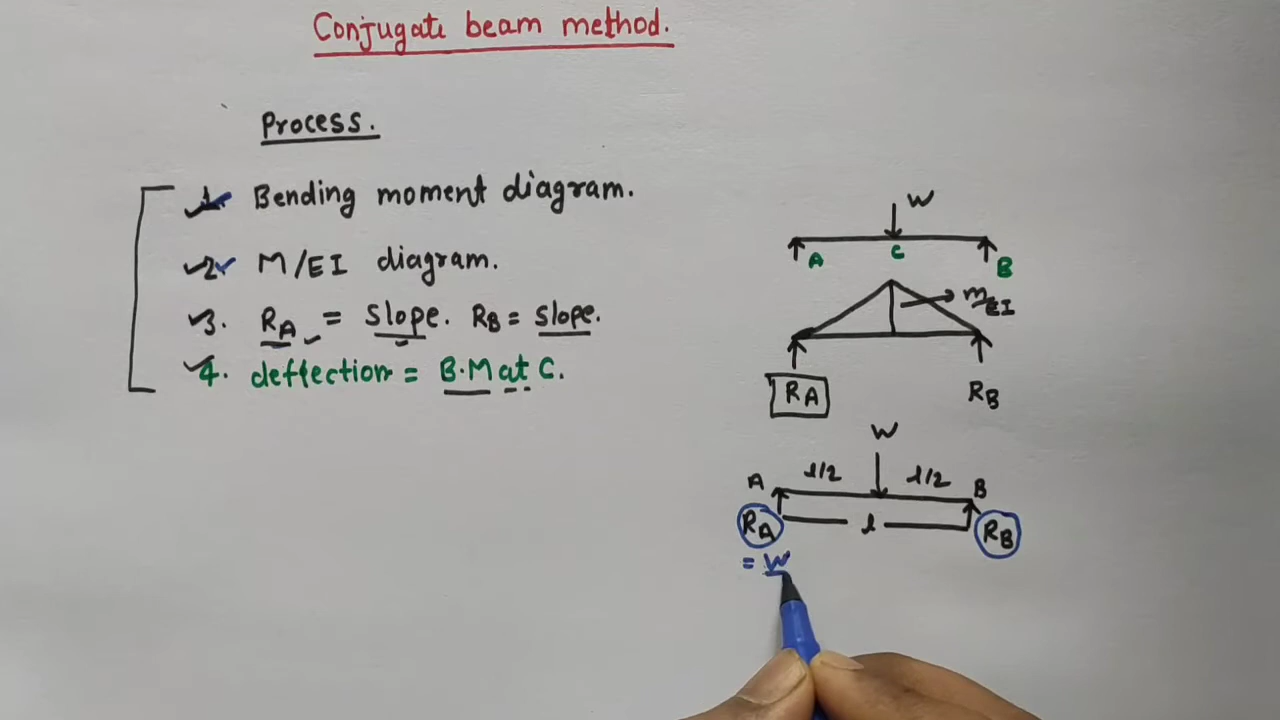 Conjugate beam method.
Process.
1. Bending moment diagram.
2. M/EI diagram.
3. RA = Slope. RB = slope.
4. deflection = B.M at C.
W
A C B
M/EI
RA RB
W
A l/2 l/2 B
RA l RB
= W